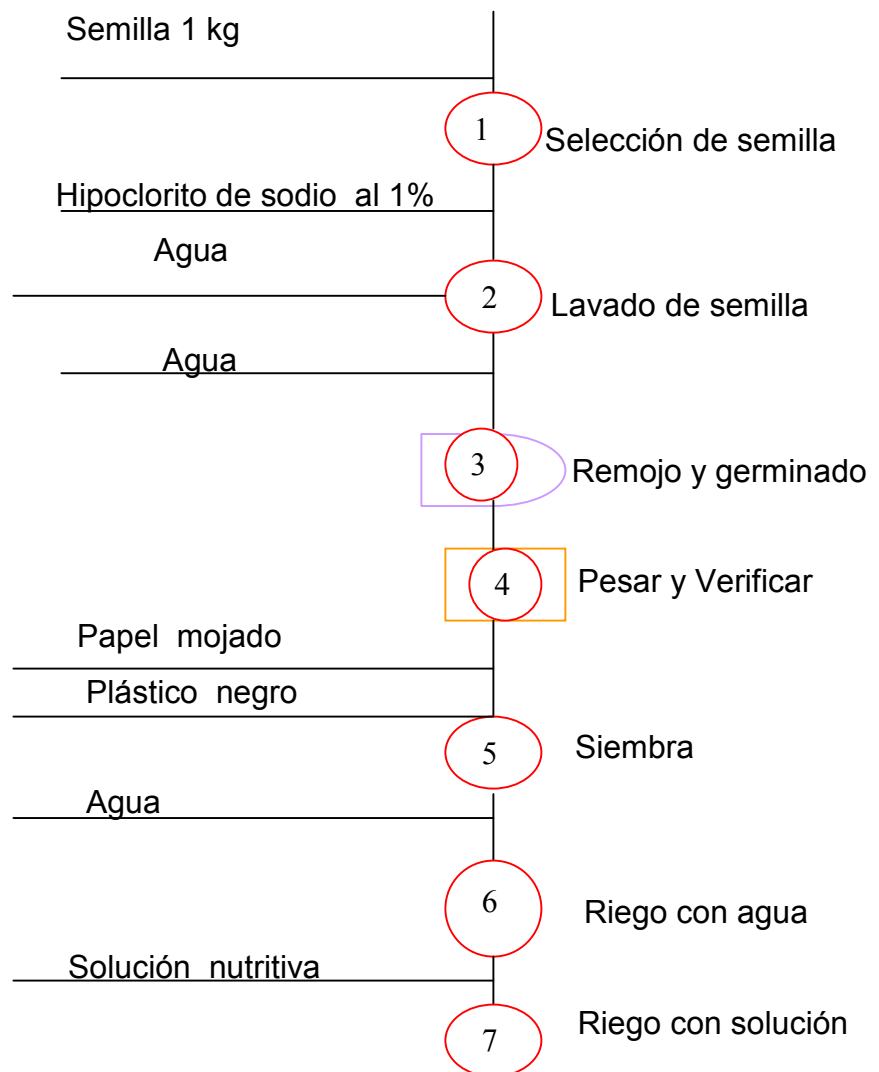 Semilla 1 kg
1
Selección de semilla
Hipoclorito de sodio al 1%
Agua
2
Lavado de semilla
Agua
3
Remojo y germinado
4
Pesar y Verificar
Papel mojado
Plástico negro
5
Siembra
Agua
6
Riego con agua
Solución nutritiva
7
Riego con solución